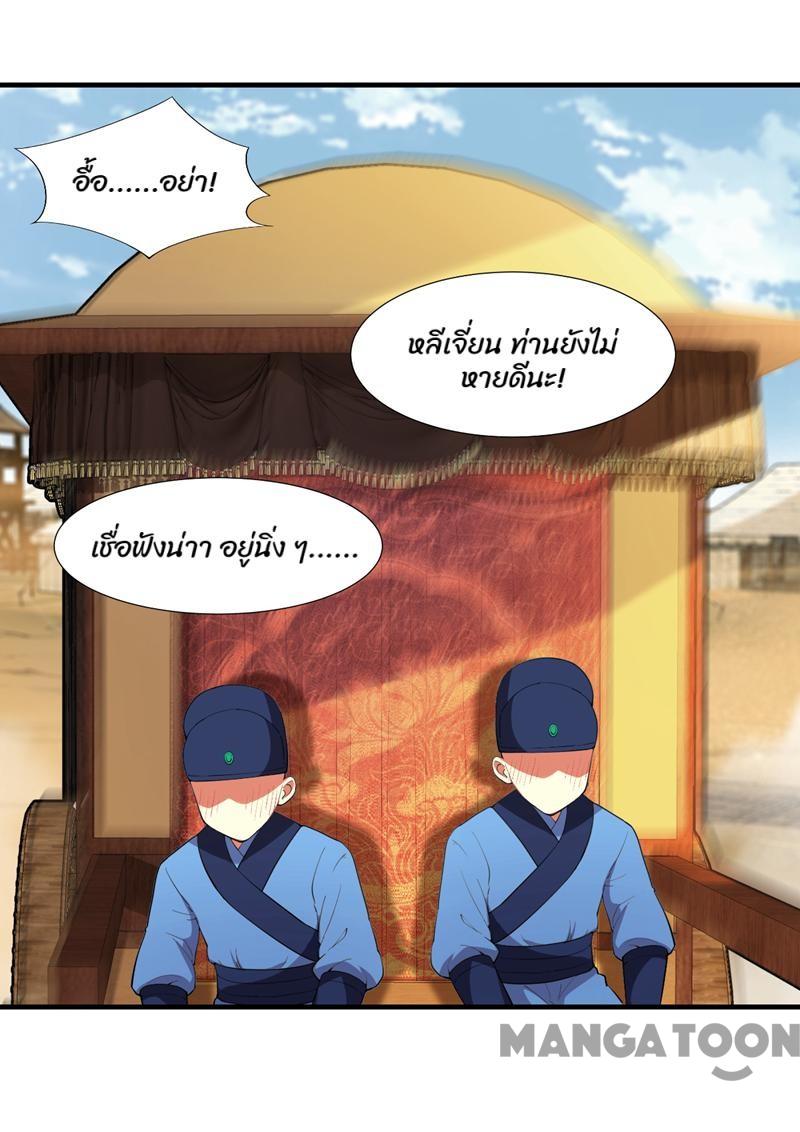 อื้อ......อย่า!
หลีเจี่ยน ท่านยังไม่
หายดีนะ!
เชื่อฟังน่าา อยู่นิ่ง ๆ......
MANGATOON